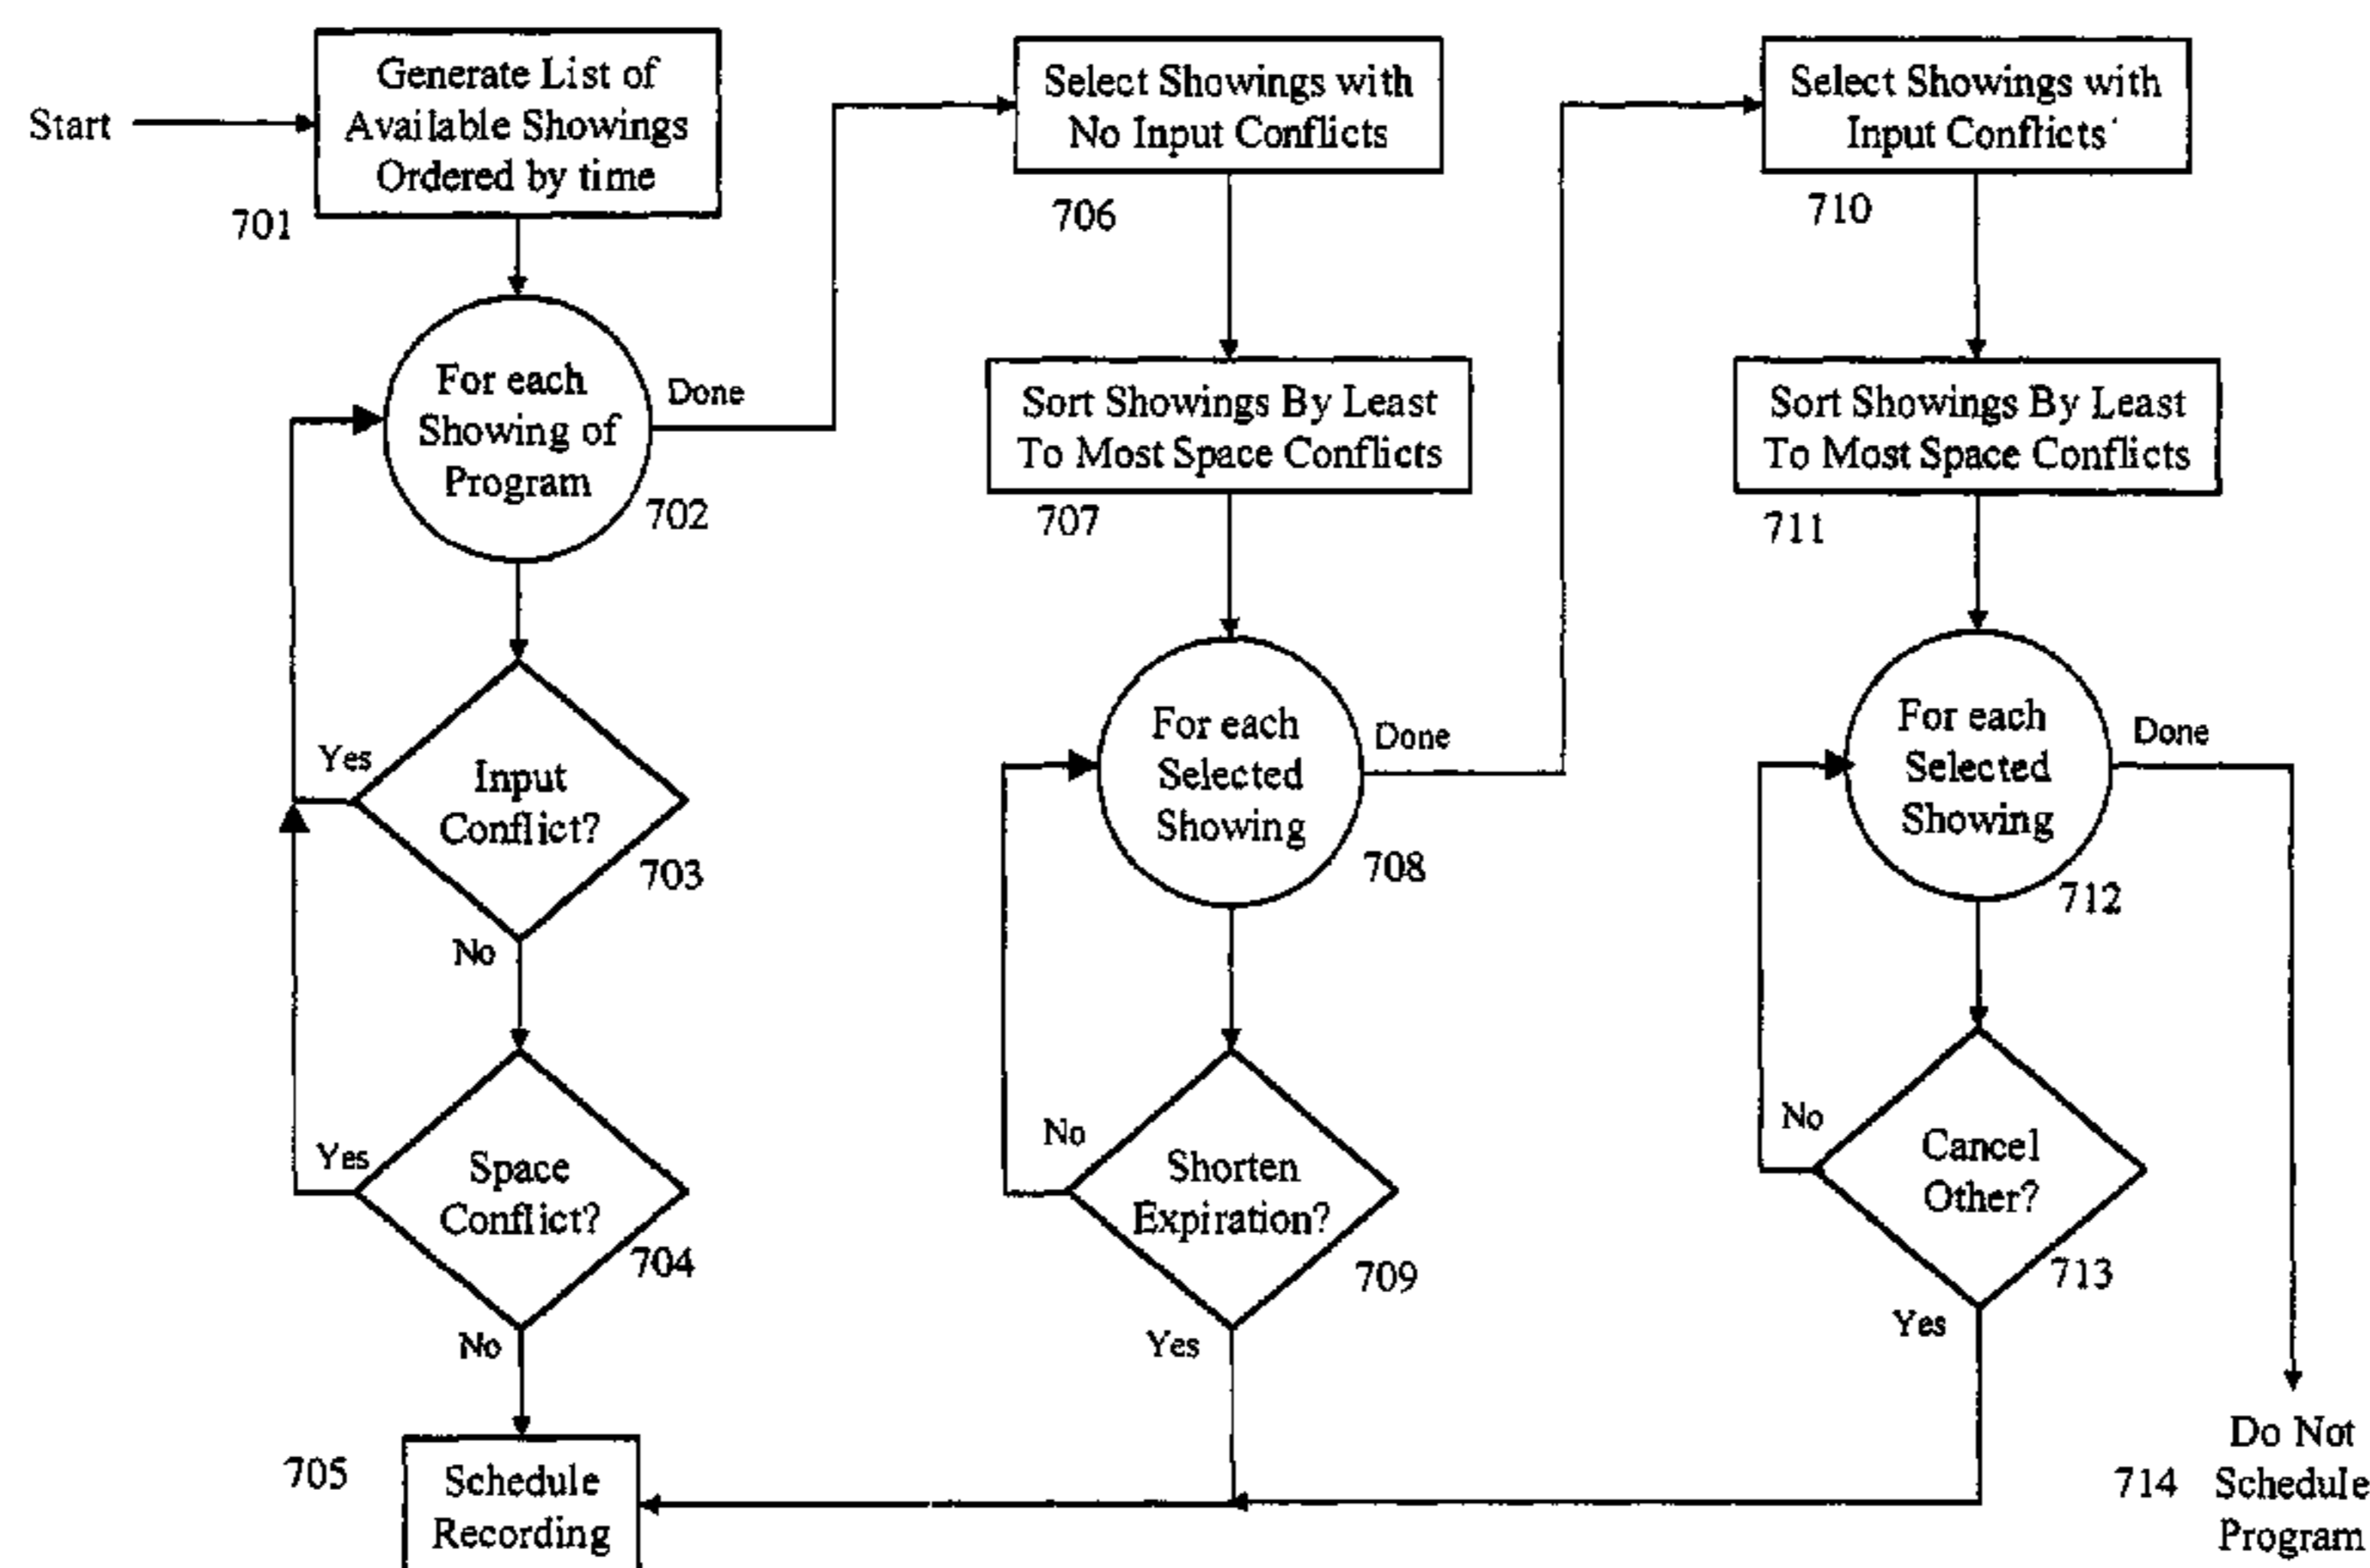 Start
Generate List of
Available Showings
Ordered by time
701
For each
Showing of
Program
Done
702
Yes
Input
Conflict?
703
No
Yes
Space
Conflict?
704
No
705
Schedule
Recording
Select Showings with
No Input Conflicts
706
Sort Showings By Least
To Most Space Conflicts
707
For each
Selected
Showing
Done
708
No
Shorten
Expiration?
709
Yes
Select Showings with
Input Conflicts
710
Sort Showings By Least
To Most Space Conflicts
711
For each
Selected
Showing
Done
712
No
Cancel
Other?
713
Yes
Do Not
714 Schedule
Program